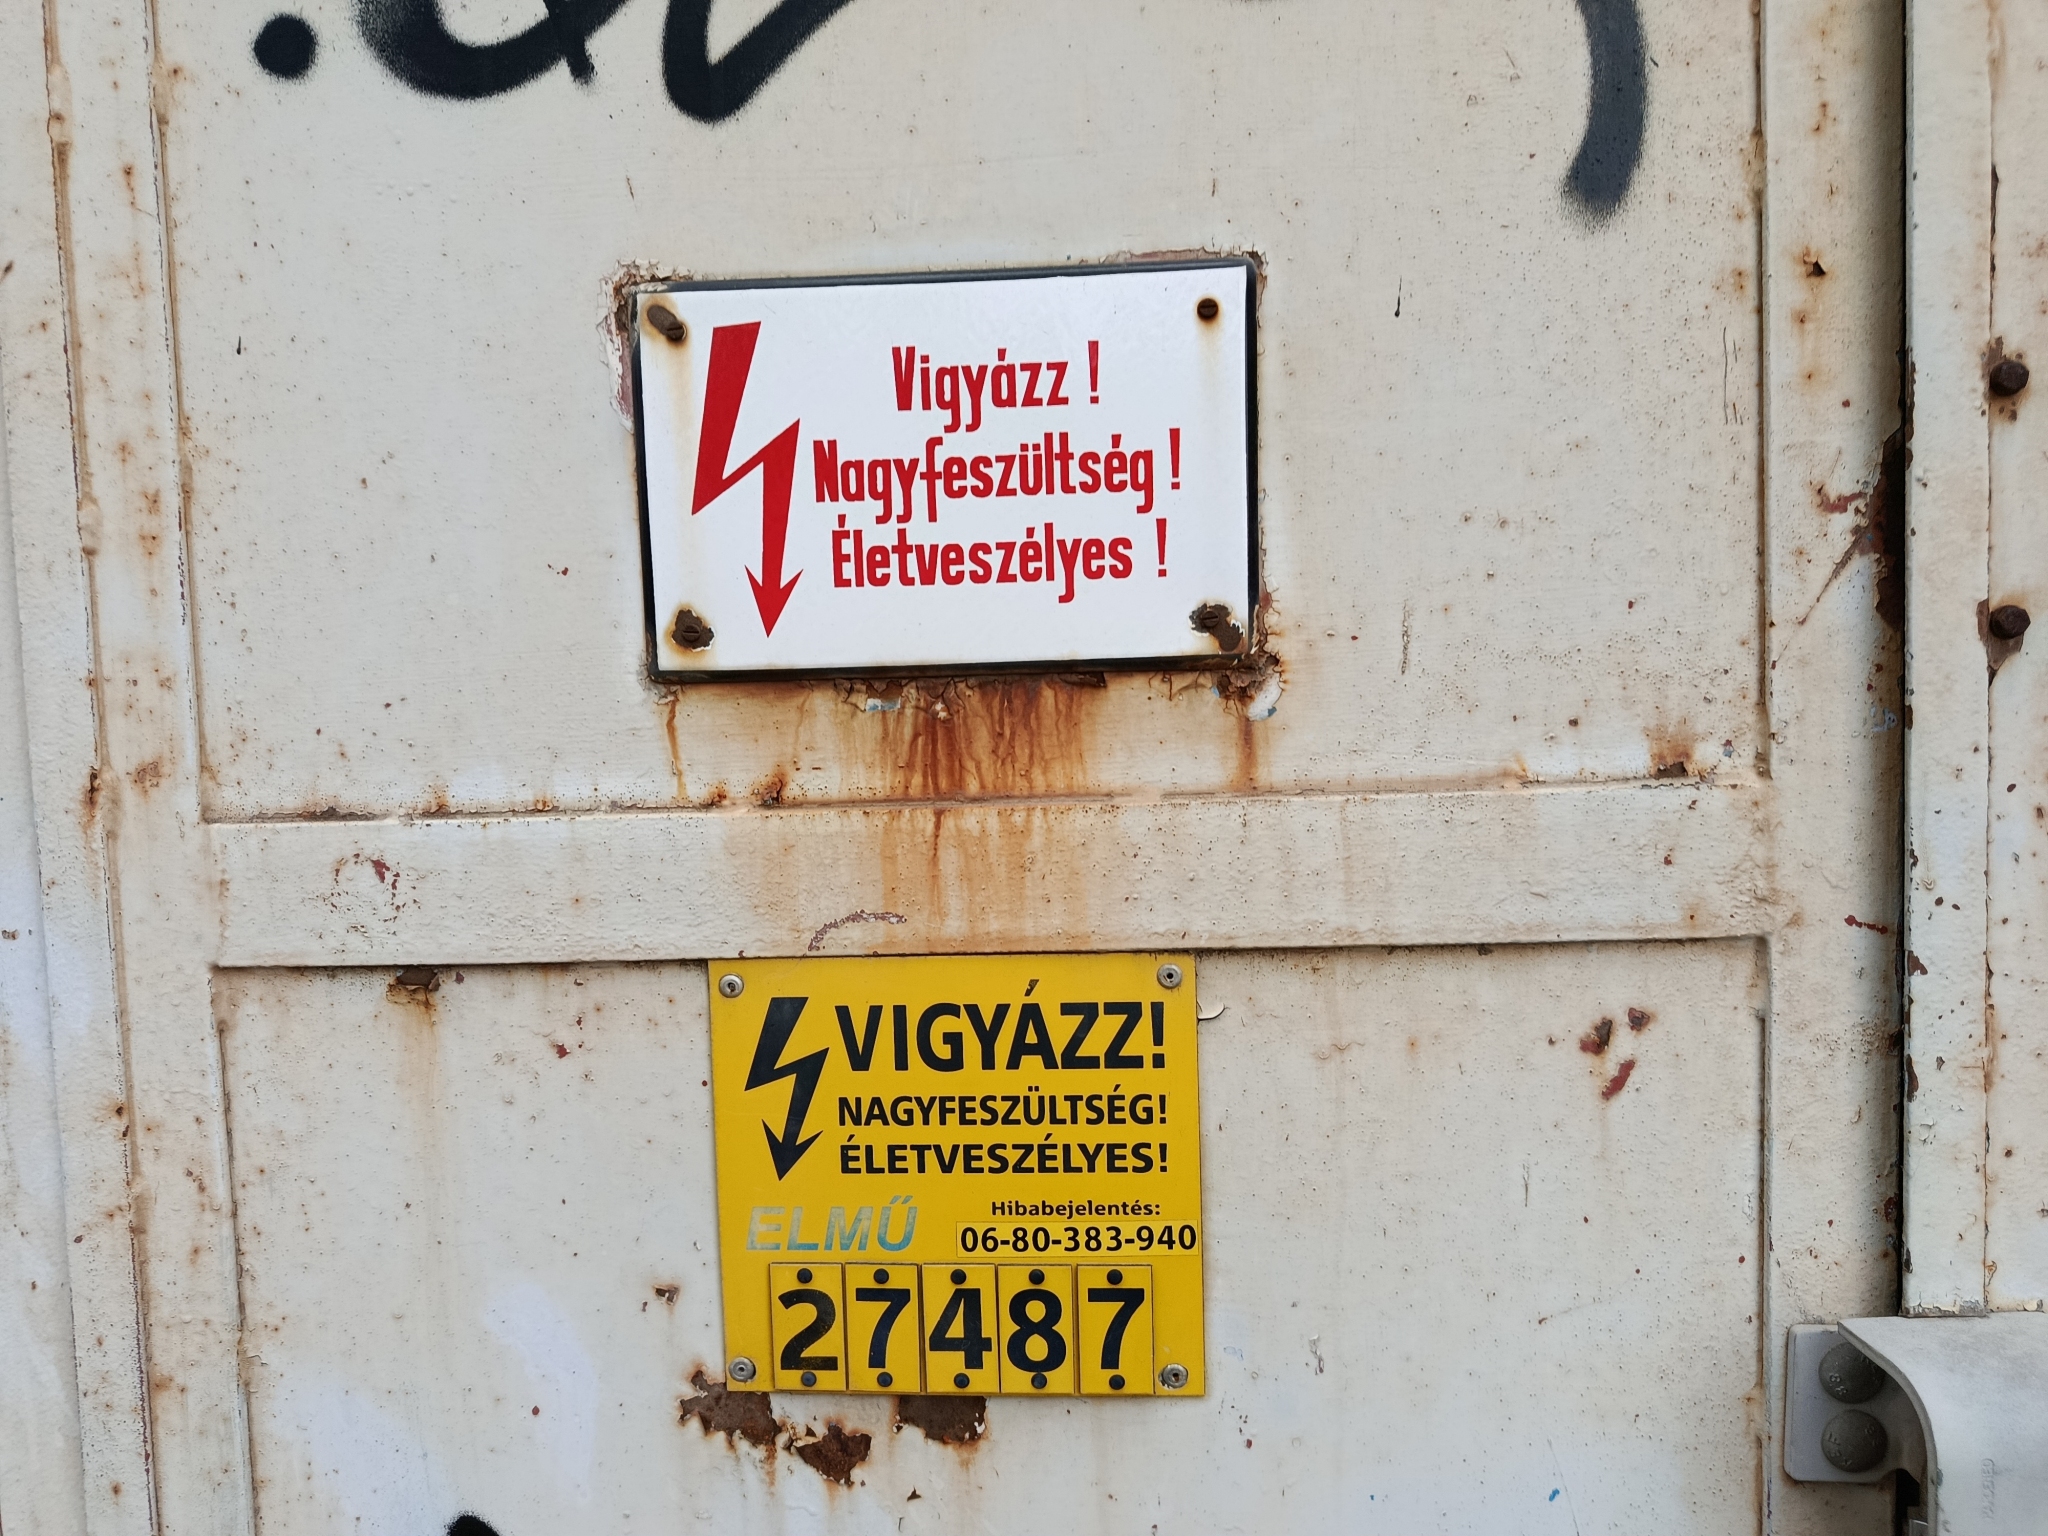 Vigyázz !
Nagyfeszültség !
Életveszélyes !
VIGYÁZZ!
NAGYFESZÜLTSÉG!
ÉLETVESZÉLYES!
ELMŰ
Hibabejelentés:
06-80-383-940
27487